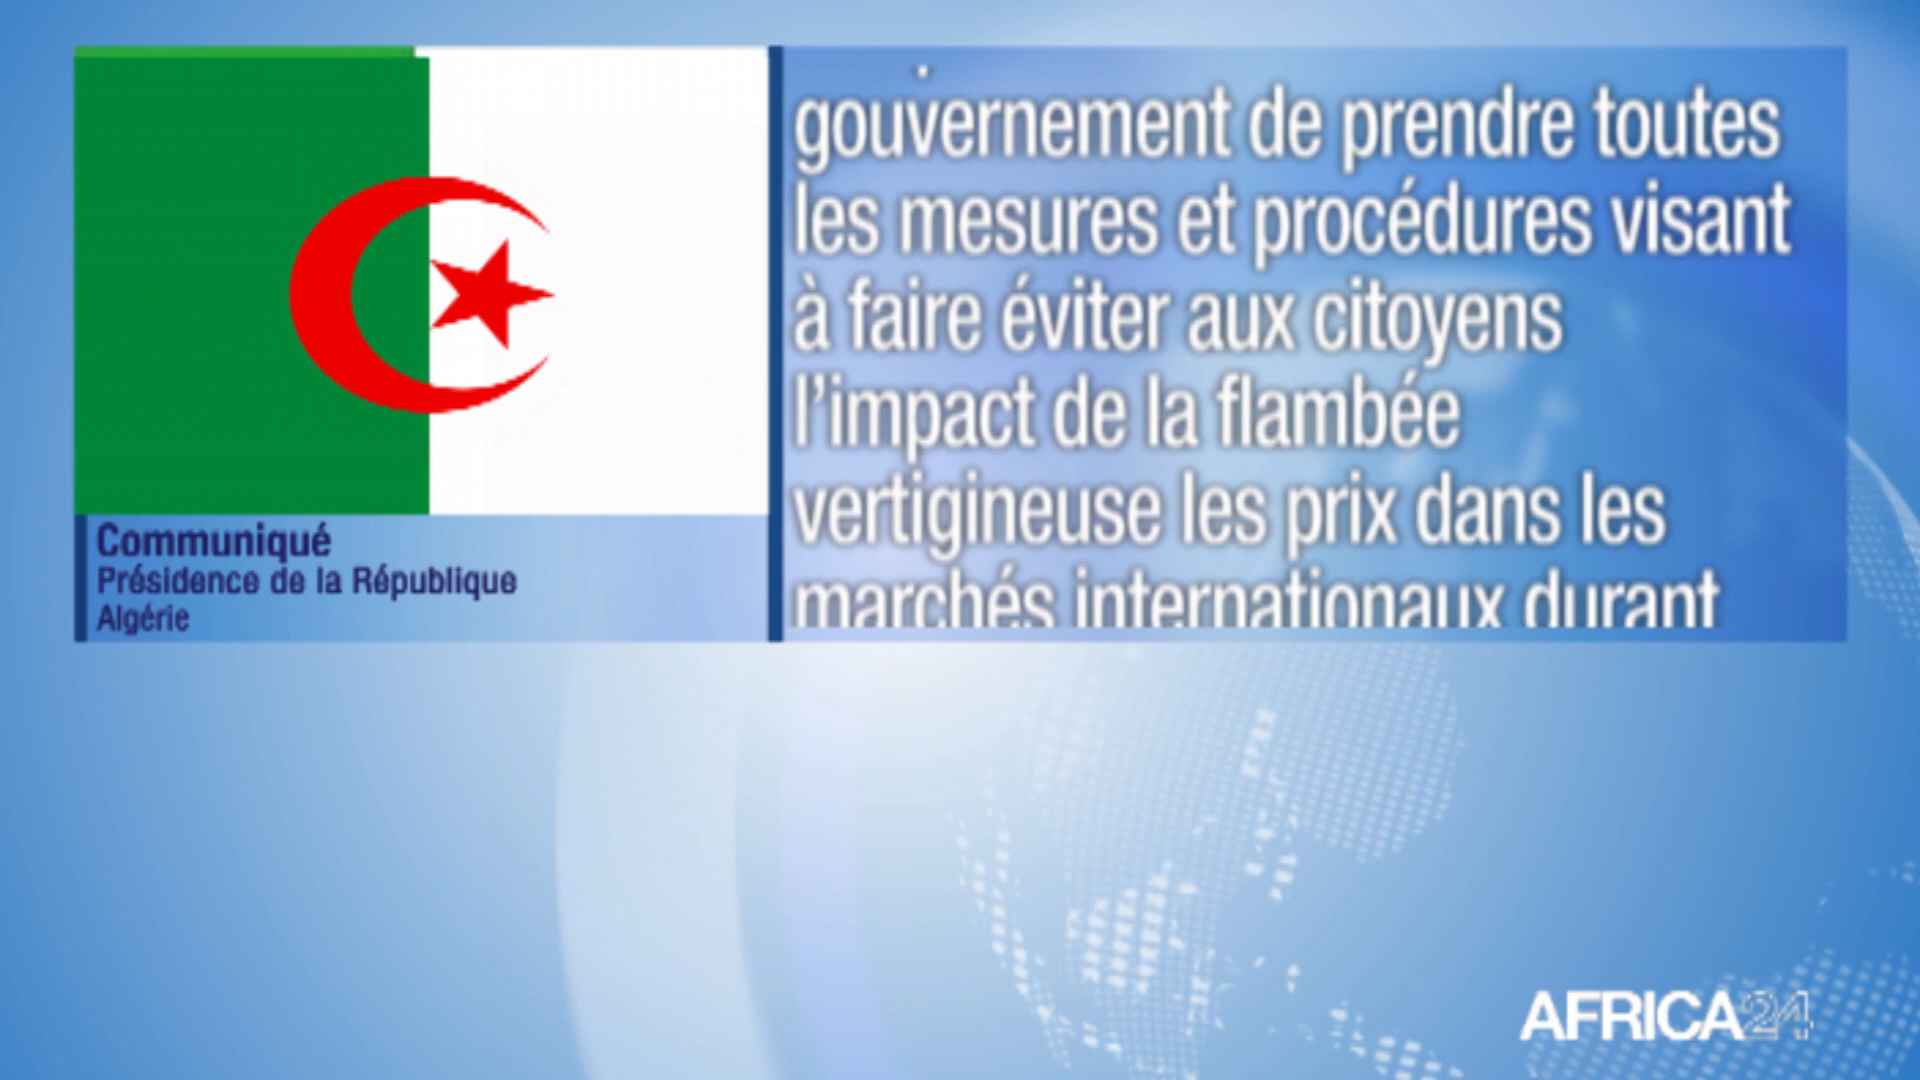 gouvernement de prendre toutes
les mesures et procédures visant
à faire éviter aux citoyens
l'impact de la flambée
vertigineuse les prix dans les
marchés internationaux durant
Communiqué
Présidence de la République
Algérie
AFRICA24